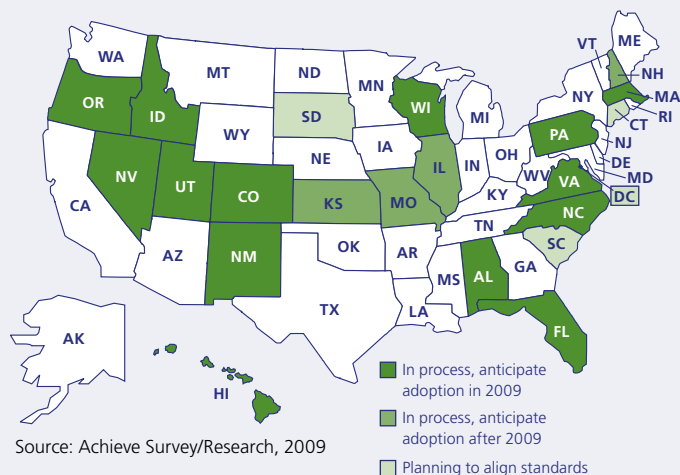 WA
MT
ND
MN
VT
ME
NH
MA
RI
CT
NY
OR
ID
SD
WI
MI
WY
PA
NJ
IA
NE
OH
DE
MD
NV
UT
CO
IL
IN
WV
VA
DC
CA
KS
MO
KY
NC
TN
AZ
NM
OK
AR
SC
MS
AL
GA
TX
LA
FL
AK
HI
In process, anticipate
adoption in 2009
In process, anticipate
adoption after 2009
Planning to align standards
Source: Achieve Survey/Research, 2009